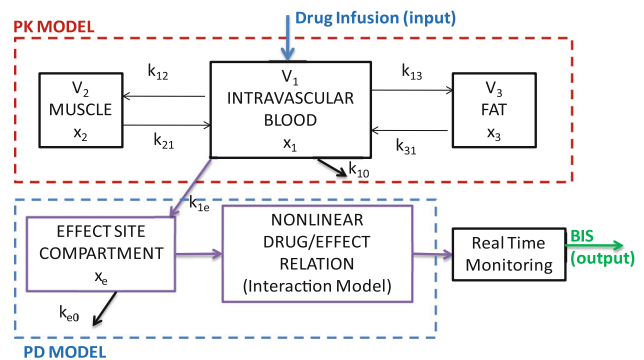 Drug Infusion (input)
PK MODEL
V₂
MUSCLE
x₂
k₁₂
k₂₁
V₁
INTRAVASCULAR
BLOOD
x₁
k₁₃
k₃₁
V₃
FAT
x₃
k₁₀
k₁ₑ
EFFECT SITE
COMPARTMENT
xₑ
NONLINEAR
DRUG/EFFECT
RELATION
(Interaction Model)
Real Time
Monitoring
BIS
(output)
kₑ₀
PD MODEL